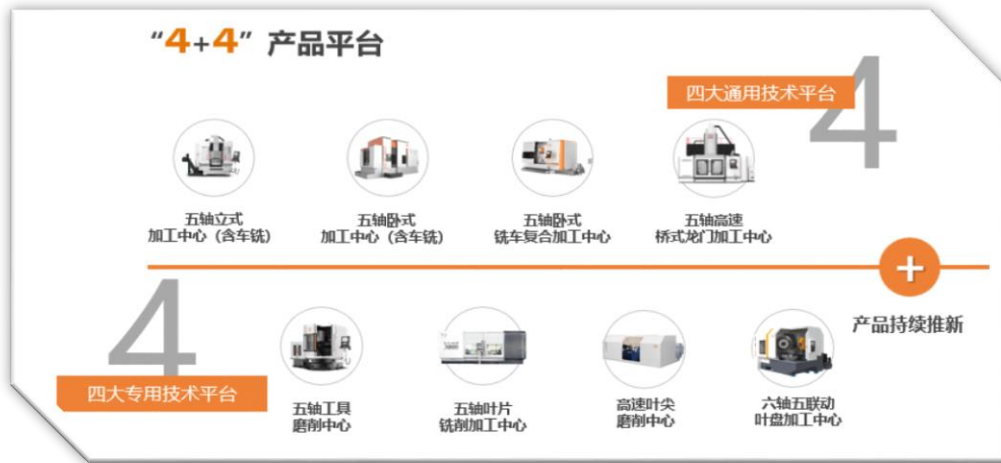 “4+4” 产品平台
四大通用技术平台
4
五轴立式
加工中心（含车铣）
五轴卧式
加工中心（含车铣）
五轴卧式
铣车复合加工中心
五轴高速
桥式龙门加工中心
+
产品持续推新
4
四大专用技术平台
五轴工具
磨削中心
五轴叶片
铣削加工中心
高速叶尖
磨削中心
六轴五联动
叶盘加工中心